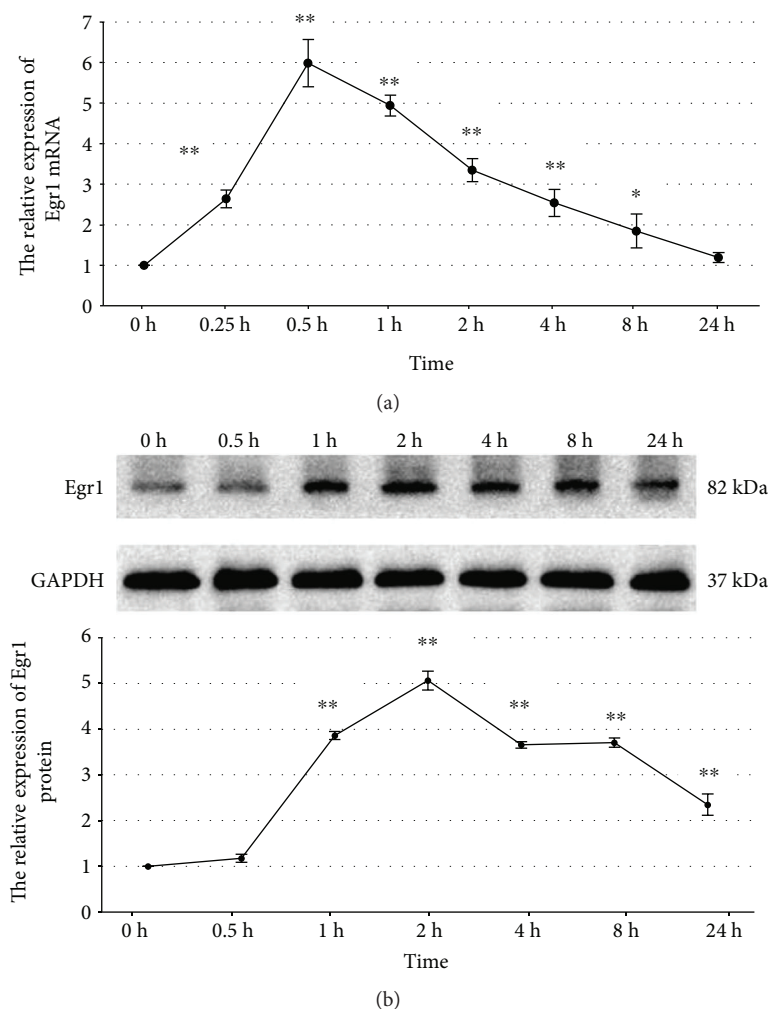 The relative expression of
Egr1 mRNA
7
6
5
4
3
2
1
0
**
**
**
**
**
*
0 h 0.25 h 0.5 h 1 h 2 h 4 h 8 h 24 h
Time
(a)
0 h 0.5 h 1 h 2 h 4 h 8 h 24 h
Egr1 82 kDa
GAPDH 37 kDa
The relative expression of Egr1
protein
6
5
4
3
2
1
0
**
**
**
**
**
0 h 0.5 h 1 h 2 h 4 h 8 h 24 h
Time
(b)